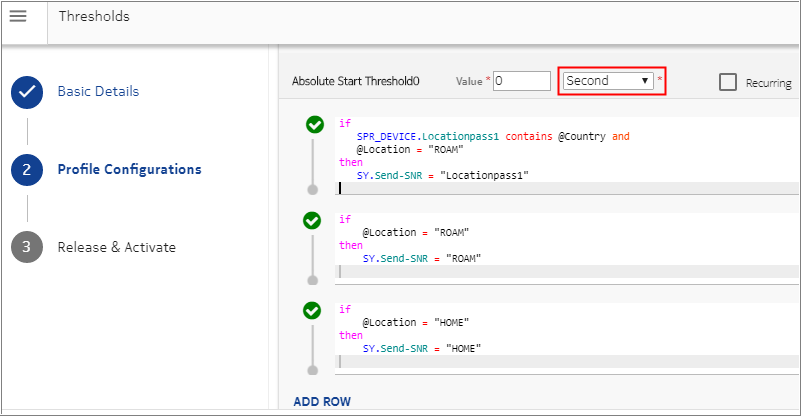 Thresholds
Basic Details
2
Profile Configurations
3
Release & Activate
Absolute Start Threshold0 Value * 0 Second * Recurring
if
SPR_DEVICE.Locationpass1 contains @Country and
@Location = "ROAM"
then
SY.Send-SNR = "Locationpass1"
if
@Location = "ROAM"
then
SY.Send-SNR = "ROAM"
if
@Location = "HOME"
then
SY.Send-SNR = "HOME"
ADD ROW